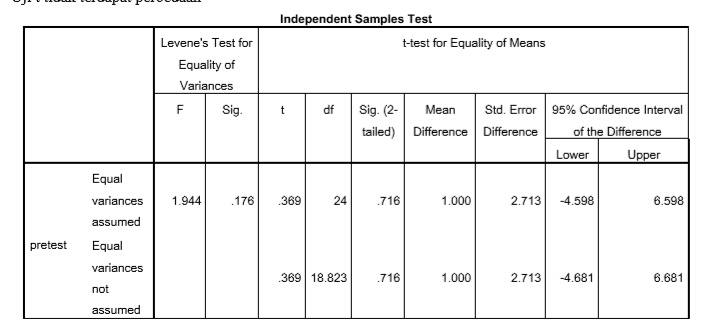 Uji t tidak terdapat perbedaan
Independent Samples Test
Levene's Test for Equality of Variances
t-test for Equality of Means
F
Sig.
t
df
Sig. (2-tailed)
Mean Difference
Std. Error Difference
95% Confidence Interval of the Difference
Lower
Upper
pretest
Equal variances assumed
1.944 .176 .369 24 .716 1.000 2.713 -4.598 6.598
Equal variances not assumed
.369 18.823 .716 1.000 2.713 -4.681 6.681